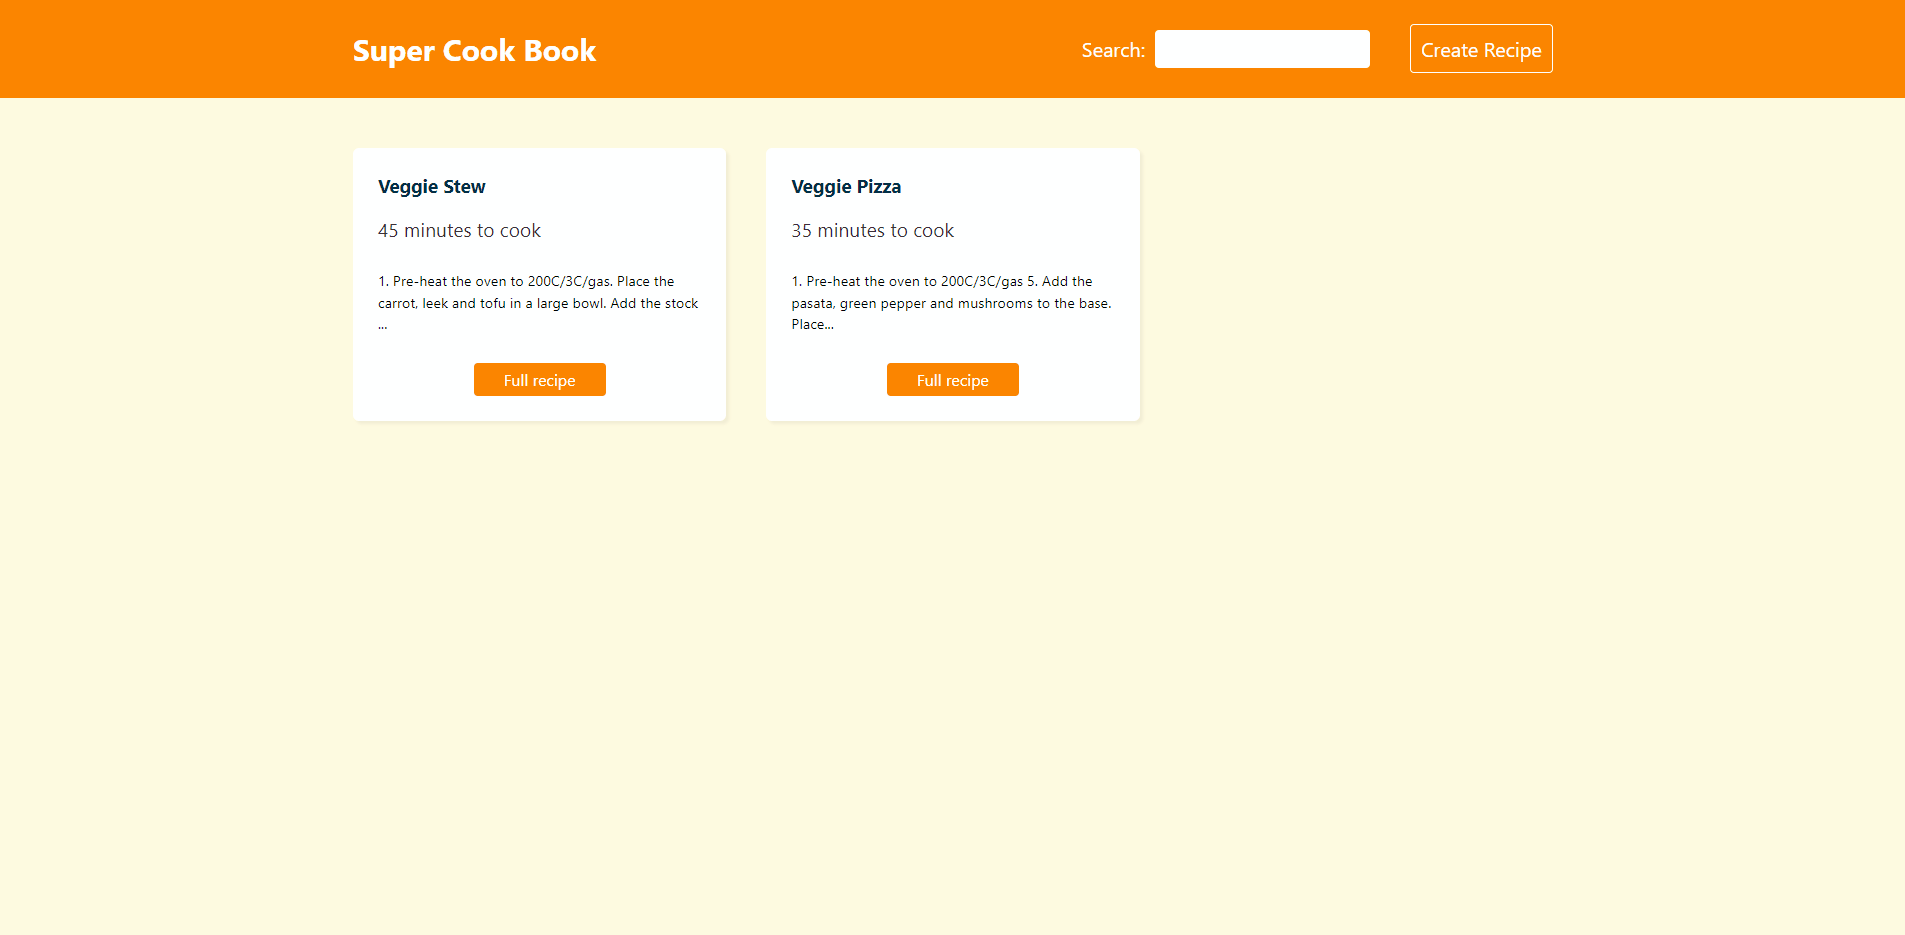 Super Cook Book
Search:
Create Recipe
Veggie Stew
45 minutes to cook
1. Pre-heat the oven to 200C/3C/gas. Place the
carrot, leek and tofu in a large bowl. Add the stock
...
Full recipe
Veggie Pizza
35 minutes to cook
1. Pre-heat the oven to 200C/3C/gas 5. Add the
pasata, green pepper and mushrooms to the base.
Place...
Full recipe